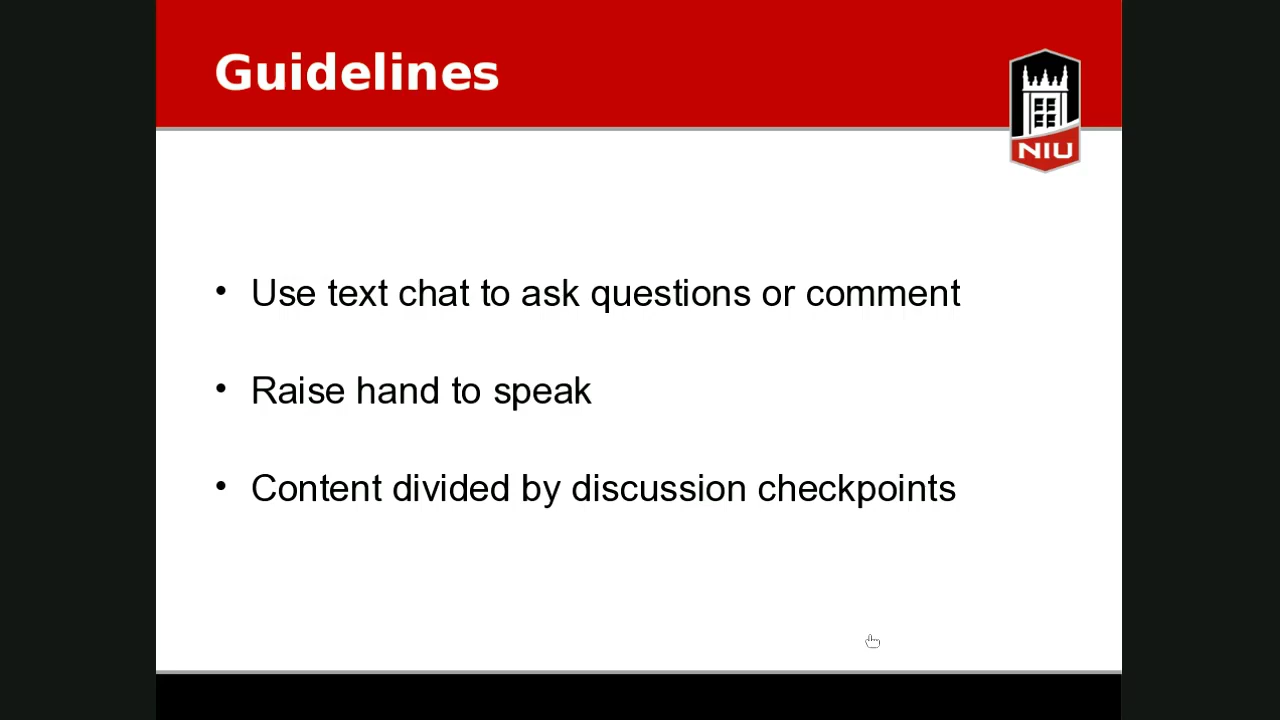 Guidelines
NIU
• Use text chat to ask questions or comment
• Raise hand to speak
• Content divided by discussion checkpoints